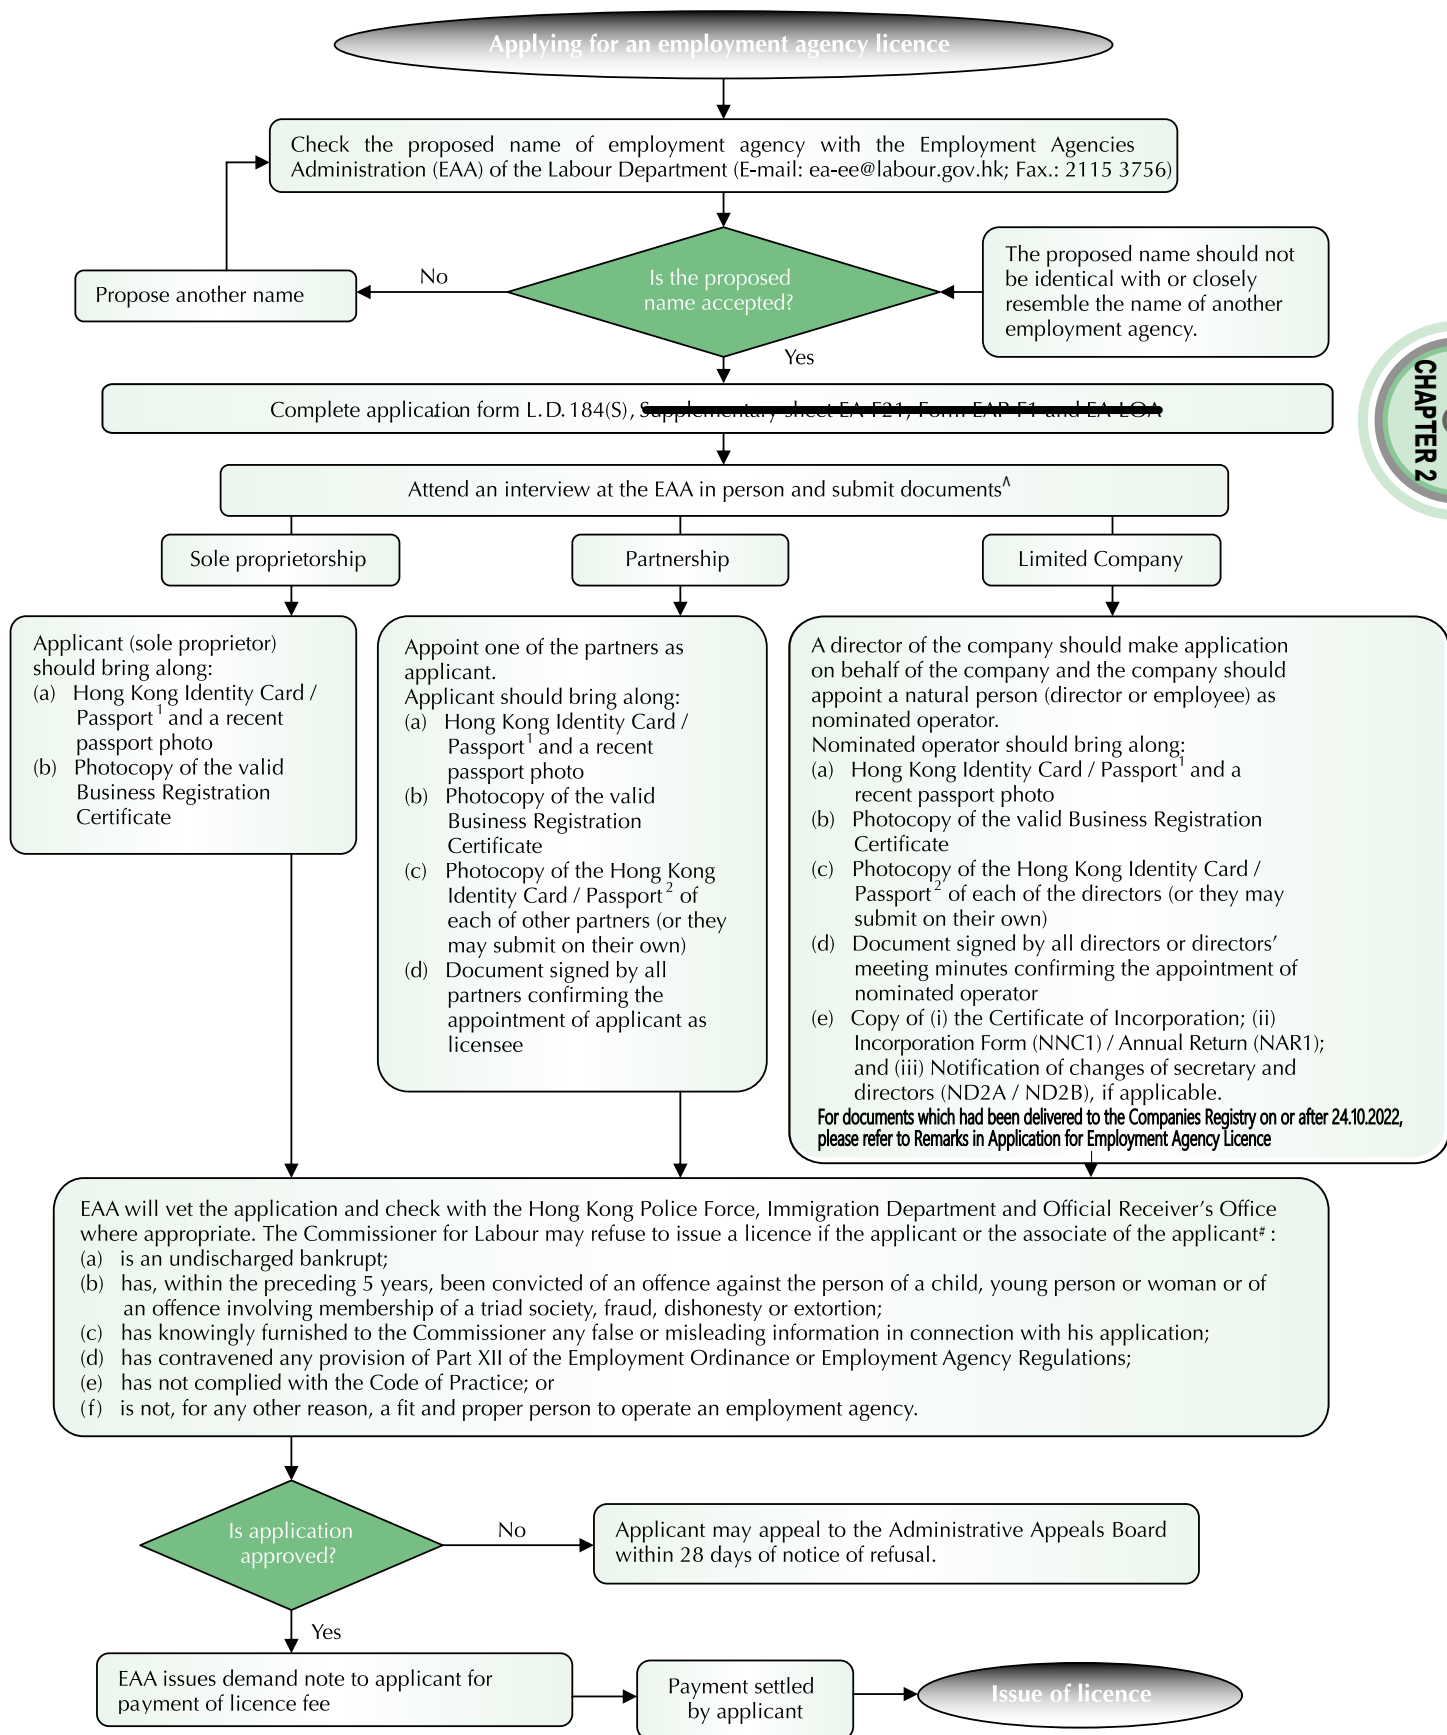 Applying for an employment agency licence
Check the proposed name of employment agency with the Employment Agencies
Administration (EAA) of the Labour Department (E-mail: ea-ee@labour.gov.hk; Fax.: 2115 3756)
Is the proposed
name accepted?
The proposed name should not
be identical with or closely
resemble the name of another
employment agency.
No
Propose another name
Yes
CHAPTER 2
Complete application form L.D.184(S), Supplementary sheet EA-F21, Form EAP-F1 and EA-LOA
Attend an interview at the EAA in person and submit documents^
Sole proprietorship
Partnership
Limited Company
Applicant (sole proprietor)
should bring along:
(a) Hong Kong Identity Card /
Passport1 and a recent
passport photo
(b) Photocopy of the valid
Business Registration
Certificate
Appoint one of the partners as
applicant.
Applicant should bring along:
(a) Hong Kong Identity Card /
Passport1 and a recent
passport photo
(b) Photocopy of the valid
Business Registration
Certificate
(c) Photocopy of the Hong Kong
Identity Card / Passport2 of
each of other partners (or they
may submit on their own)
(d) Document signed by all
partners confirming the
appointment of applicant as
licensee
A director of the company should make application
on behalf of the company and the company should
appoint a natural person (director or employee) as
nominated operator.
Nominated operator should bring along:
(a) Hong Kong Identity Card / Passport1 and a
recent passport photo
(b) Photocopy of the valid Business Registration
Certificate
(c) Photocopy of the Hong Kong Identity Card /
Passport2 of each of the directors (or they may
submit on their own)
(d) Document signed by all directors or directors’
meeting minutes confirming the appointment of
nominated operator
(e) Copy of (i) the Certificate of Incorporation; (ii)
Incorporation Form (NNC1) / Annual Return (NAR1);
and (iii) Notification of changes of secretary and
directors (ND2A / ND2B), if applicable.
For documents which had been delivered to the Companies Registry on or after 24.10.2022,
please refer to Remarks in Application for Employment Agency Licence
EAA will vet the application and check with the Hong Kong Police Force, Immigration Department and Official Receiver’s Office
where appropriate. The Commissioner for Labour may refuse to issue a licence if the applicant or the associate of the applicant# :
(a) is an undischarged bankrupt;
(b) has, within the preceding 5 years, been convicted of an offence against the person of a child, young person or woman or of
an offence involving membership of a triad society, fraud, dishonesty or extortion;
(c) has knowingly furnished to the Commissioner any false or misleading information in connection with his application;
(d) has contravened any provision of Part XII of the Employment Ordinance or Employment Agency Regulations;
(e) has not complied with the Code of Practice; or
(f) is not, for any other reason, a fit and proper person to operate an employment agency.
Is application
approved?
No
Applicant may appeal to the Administrative Appeals Board
within 28 days of notice of refusal.
Yes
EAA issues demand note to applicant for
payment of licence fee
Payment settled
by applicant
Issue of licence